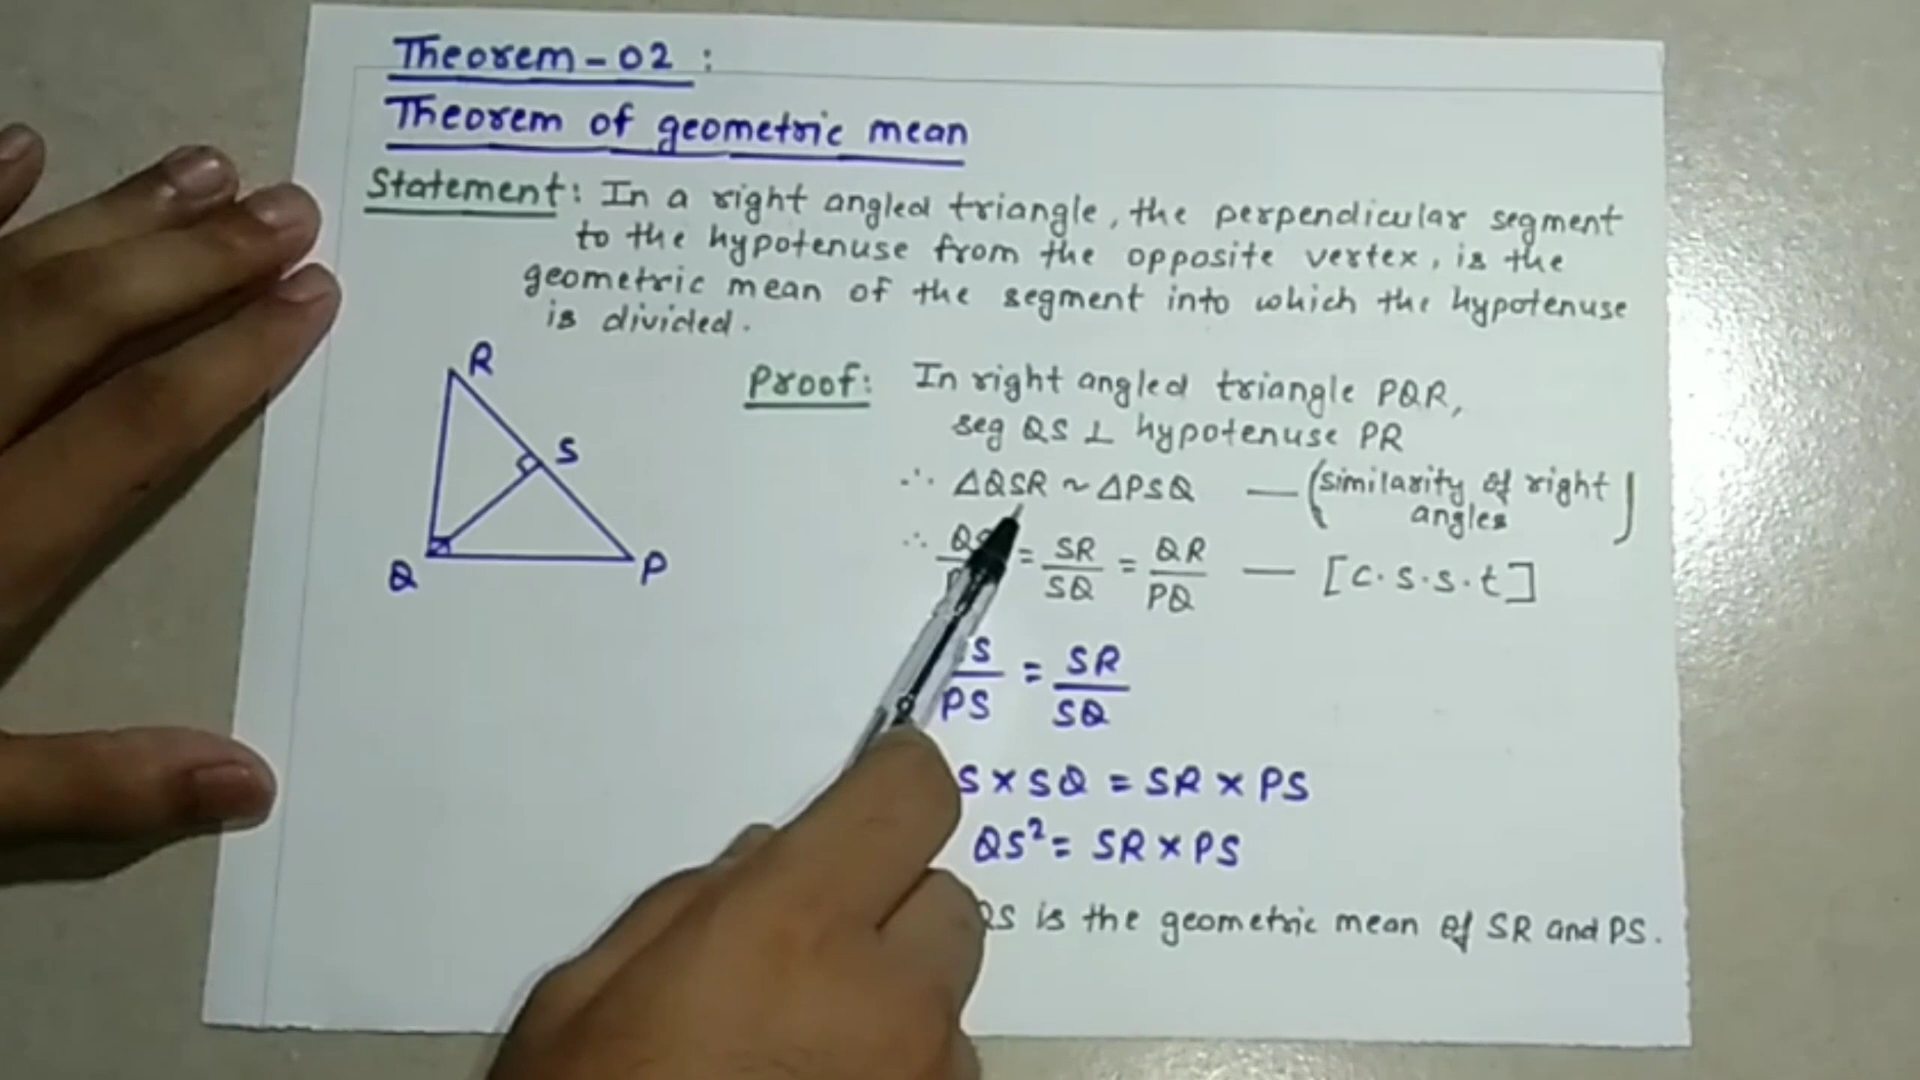 Theorem - 02 :
Theorem of geometric mean
Statement: In a right angled triangle, the perpendicular segment
to the hypotenuse from the opposite vertex, is the
geometric mean of the segment into which the hypotenuse
is divided.
R
S
Q
P
Proof: In right angled triangle PQR,
seg QS ⊥ hypotenuse PR
∴ △QSR ~ △PSQ — (similarity of right
angles)
∴ = SR/SQ = QR/PQ — [c.s.s.t]
S/PS = SR/SQ
S × SQ = SR × PS
QS² = SR × PS
QS is the geometric mean of SR and PS.